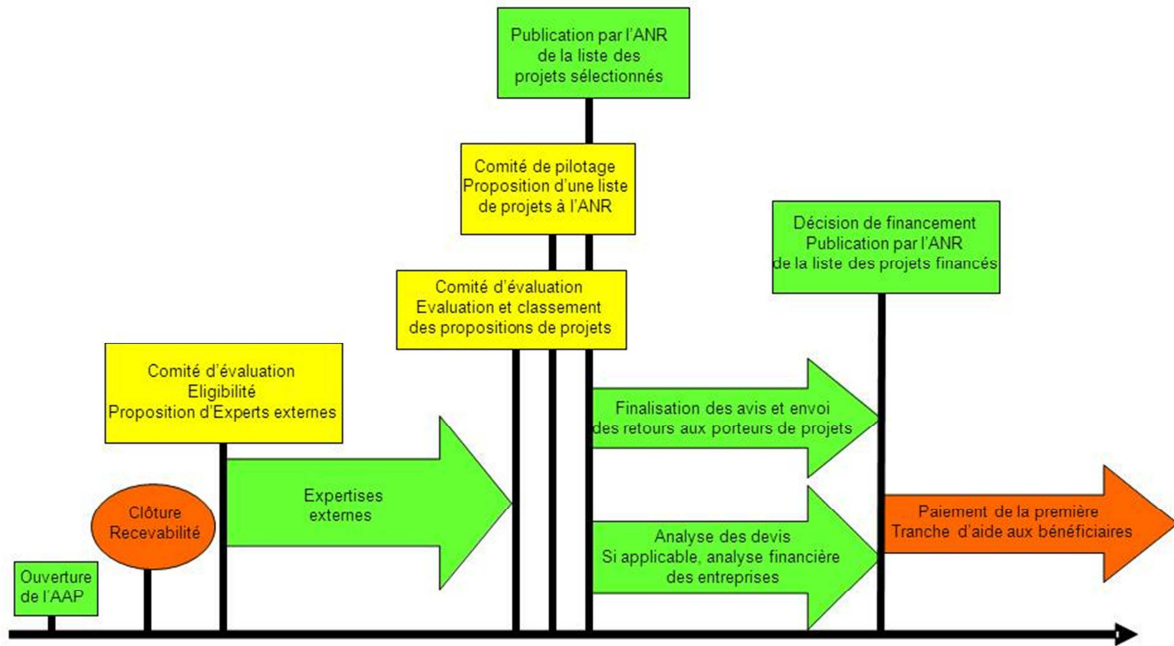 Publication par l'ANR
de la liste des
projets sélectionnés
Comité de pilotage
Proposition d'une liste
de projets à l'ANR
Décision de financement
Publication par l'ANR
de la liste des projets financés
Comité d'évaluation
Evaluation et classement
des propositions de projets
Comité d'évaluation
Eligibilité
Proposition d'Experts externes
Finalisation des avis et envoi
des retours aux porteurs de projets
Expertises
externes
Clôture
Recevabilité
Paiement de la première
Tranche d'aide aux bénéficiaires
Analyse des devis
Si applicable, analyse financière
des entreprises
Ouverture
de l'AAP